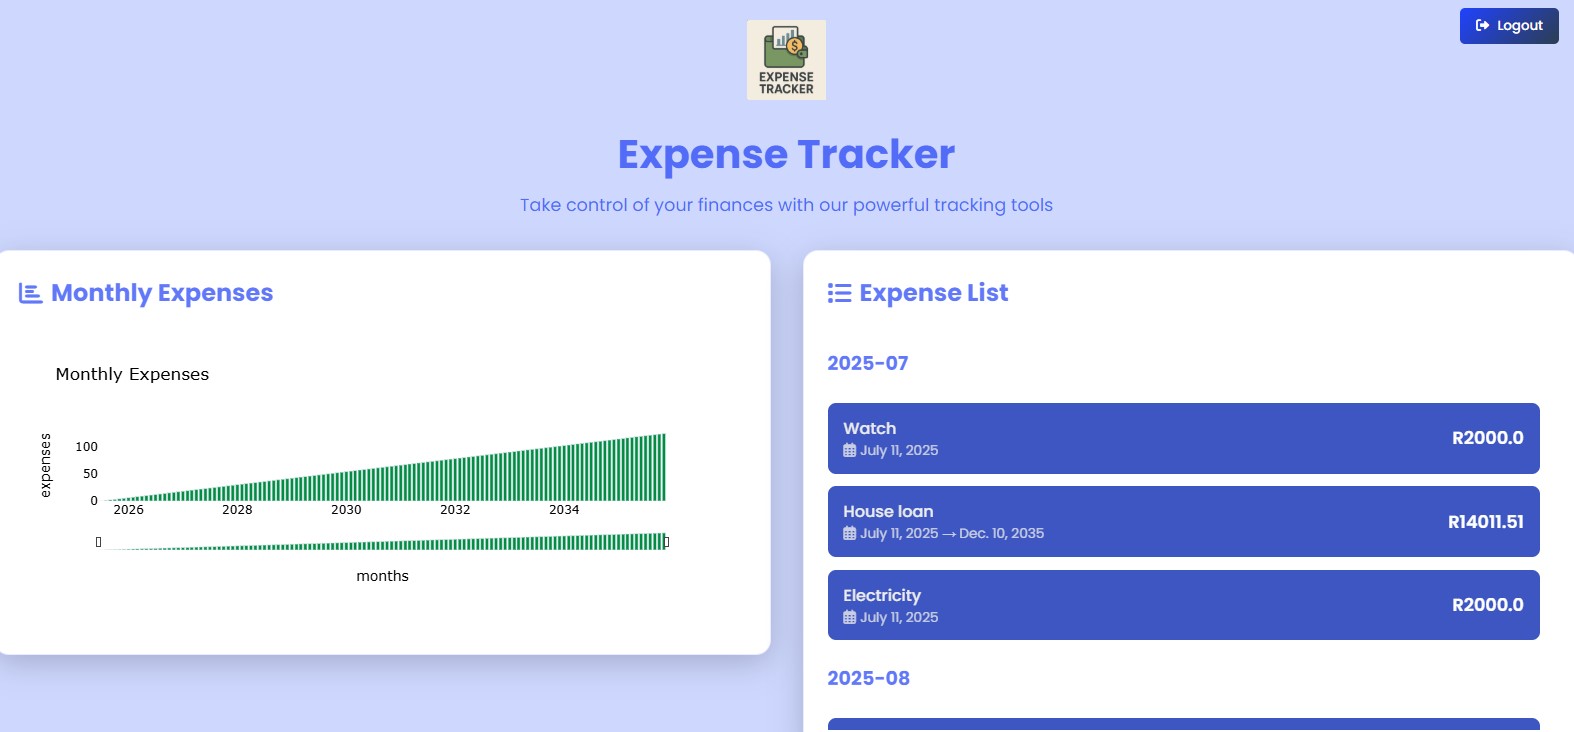 Logout
EXPENSE
TRACKER
Expense Tracker
Take control of your finances with our powerful tracking tools
Monthly Expenses
Monthly Expenses
expenses
100
50
0
2026 2028 2030 2032 2034
months
Expense List
2025-07
Watch
July 11, 2025
R2000.0
House loan
July 11, 2025 → Dec. 10, 2035
R14011.51
Electricity
July 11, 2025
R2000.0
2025-08